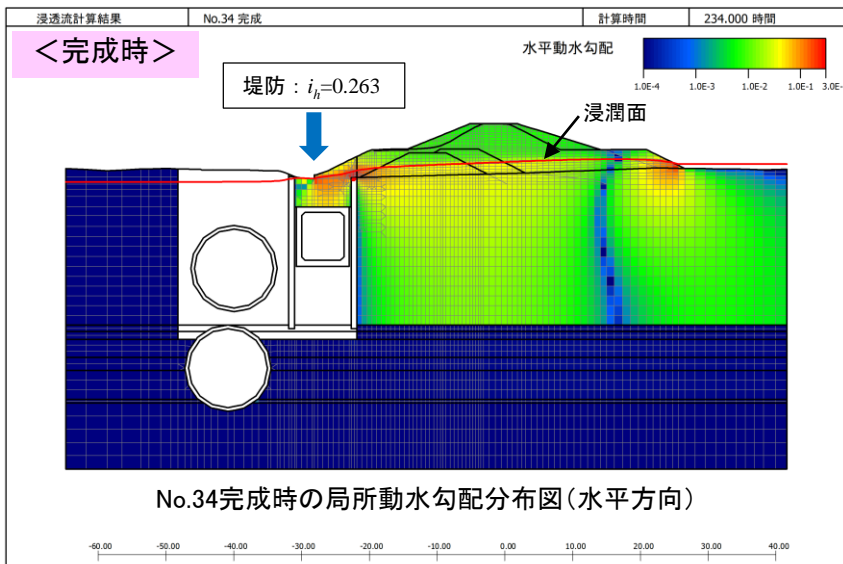 浸透流計算結果 No.34 完成 計算時間 234.000 時間
<完成時>
水平動水勾配
1.0E-4 1.0E-3 1.0E-2 1.0E-1 3.0E-
堤防：ih=0.263
浸潤面
No.34完成時の局所動水勾配分布図（水平方向）
-60.00 -50.00 -40.00 -30.00 -20.00 -10.00 0.00 10.00 20.00 30.00 40.00